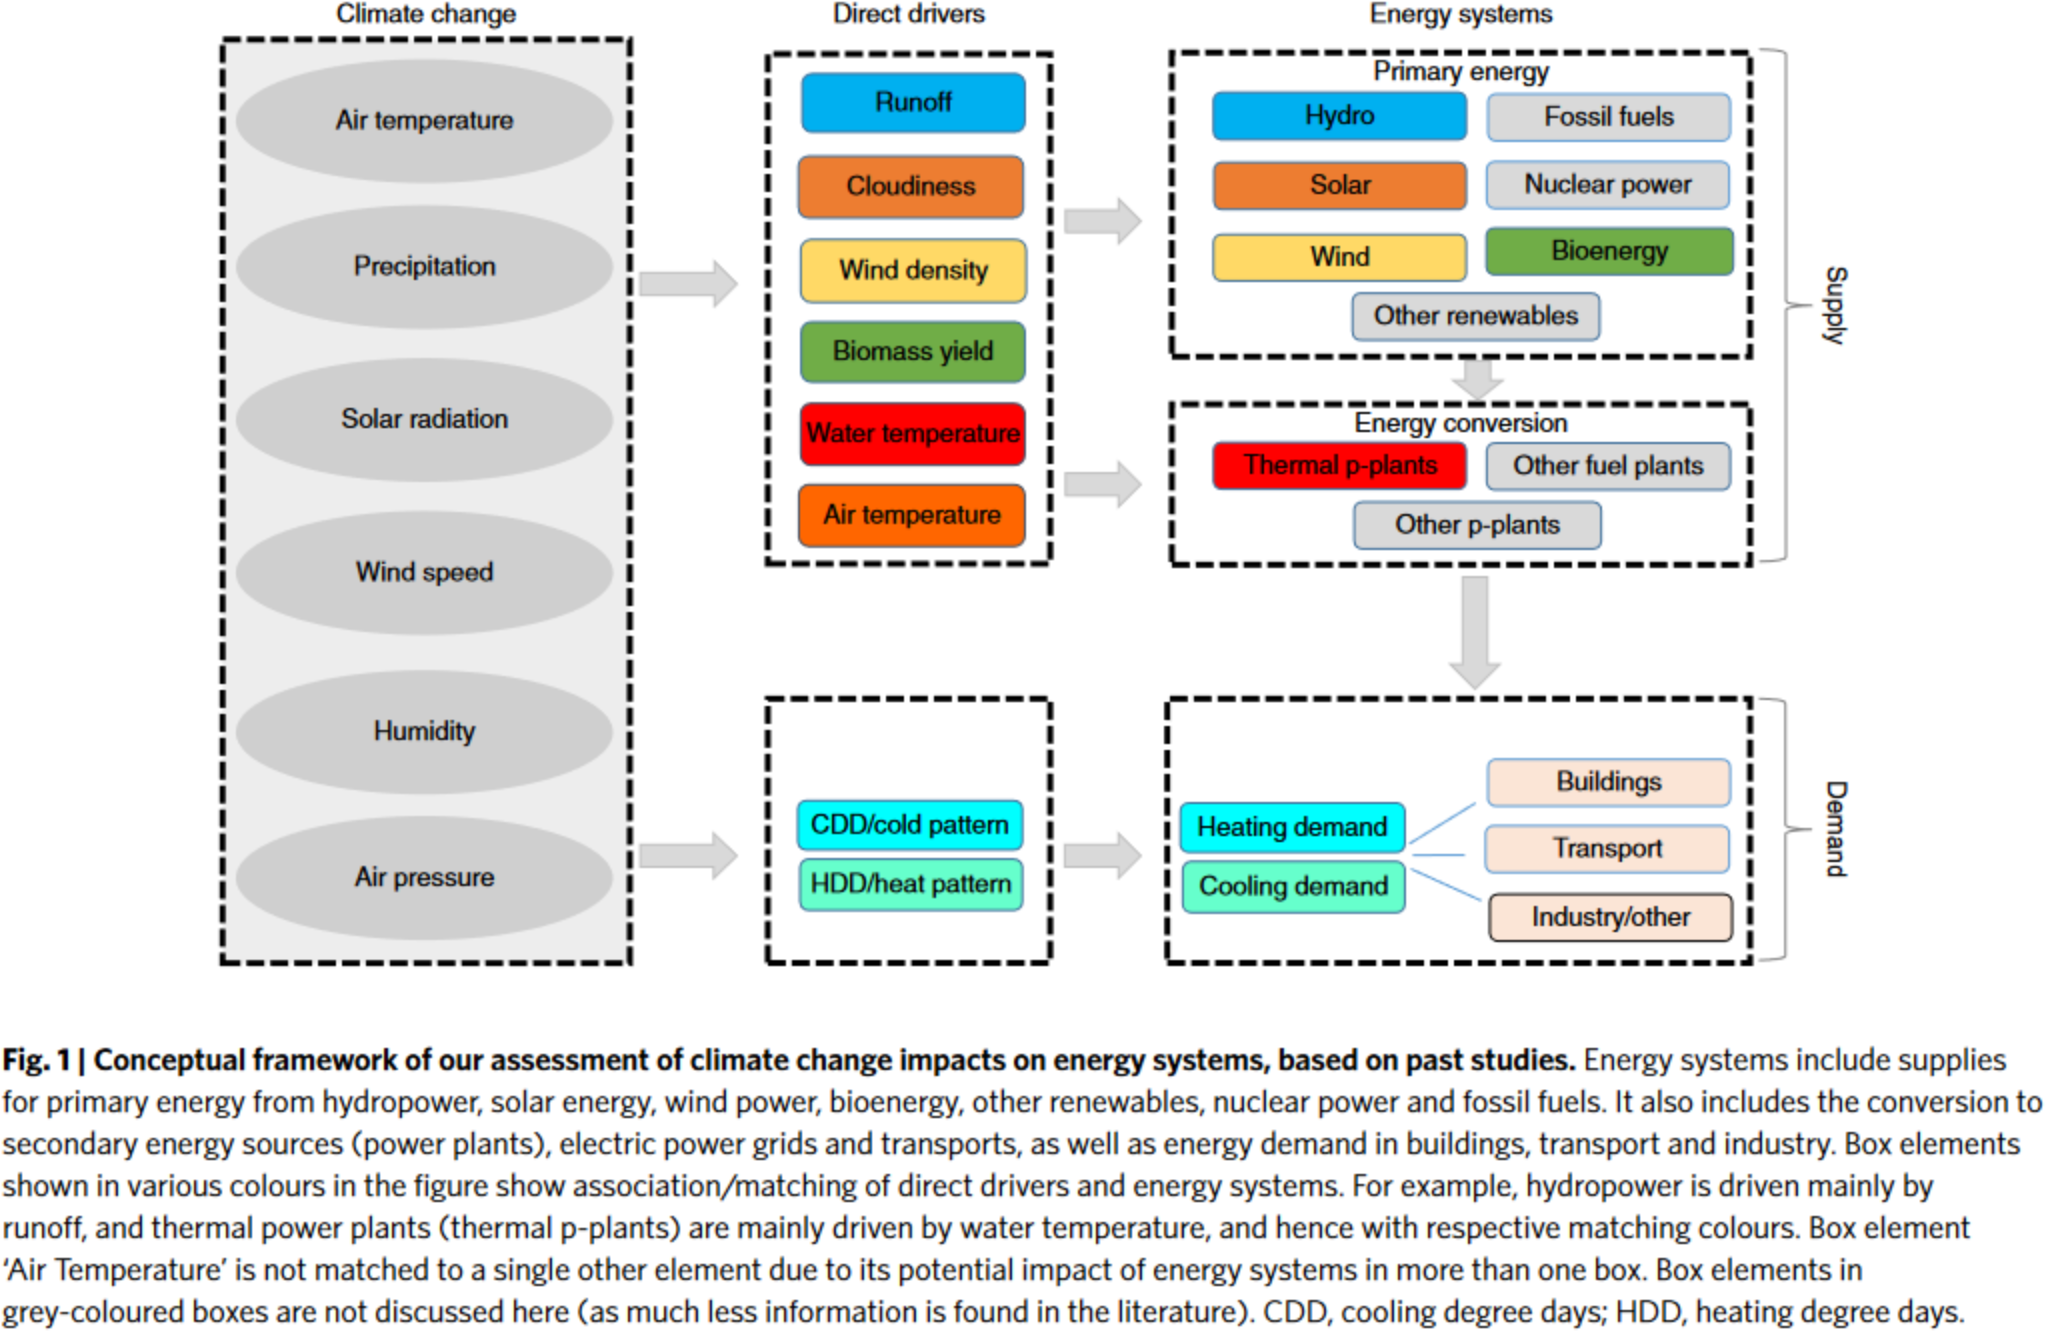 Climate change
Direct drivers
Energy systems
Air temperature
Precipitation
Solar radiation
Wind speed
Humidity
Air pressure
Runoff
Cloudiness
Wind density
Biomass yield
Water temperature
Air temperature
CDD/cold pattern
HDD/heat pattern
Primary energy
Hydro
Fossil fuels
Solar
Nuclear power
Wind
Bioenergy
Other renewables
Energy conversion
Thermal p-plants
Other fuel plants
Other p-plants
Supply
Heating demand
Cooling demand
Buildings
Transport
Industry/other
Demand
Fig. 1 | Conceptual framework of our assessment of climate change impacts on energy systems, based on past studies. Energy systems include supplies
for primary energy from hydropower, solar energy, wind power, bioenergy, other renewables, nuclear power and fossil fuels. It also includes the conversion to
secondary energy sources (power plants), electric power grids and transports, as well as energy demand in buildings, transport and industry. Box elements
shown in various colours in the figure show association/matching of direct drivers and energy systems. For example, hydropower is driven mainly by
runoff, and thermal power plants (thermal p-plants) are mainly driven by water temperature, and hence with respective matching colours. Box element
‘Air Temperature’ is not matched to a single other element due to its potential impact of energy systems in more than one box. Box elements in
grey-coloured boxes are not discussed here (as much less information is found in the literature). CDD, cooling degree days; HDD, heating degree days.